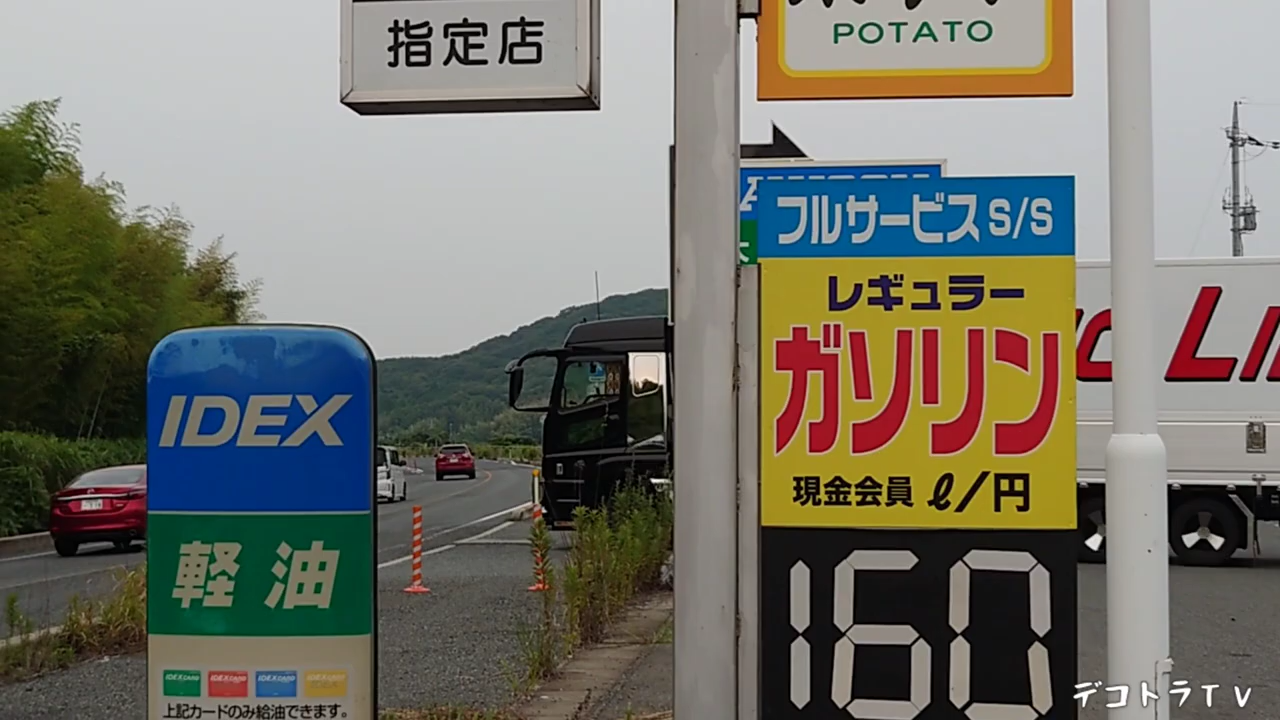 指定店
POTATO
フルサービス S/S
レギュラー
ガソリン
現金会員 ℓ/円
160
IDEX
軽油
上記カードのみ給油できます。
デコトラTV